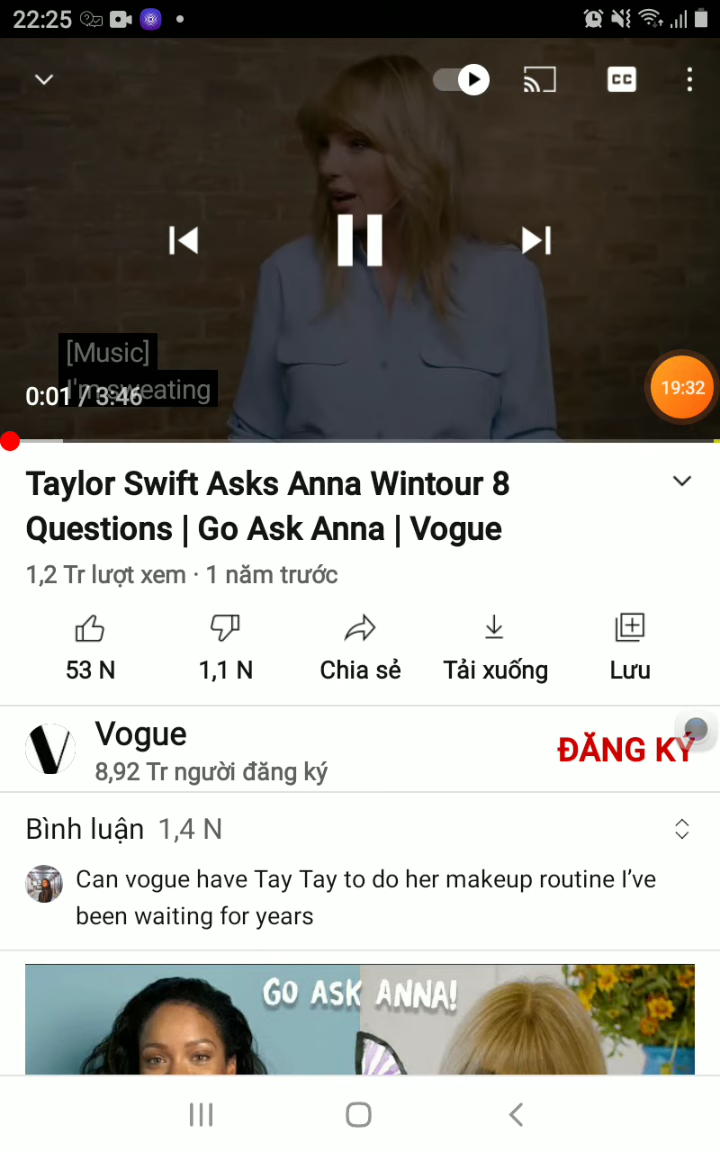 22:25
CC
[Music]
I'm sweating
0:01 / 3:46
19:32
Taylor Swift Asks Anna Wintour 8
Questions | Go Ask Anna | Vogue
1,2 Tr lượt xem · 1 năm trước
53 N
1,1 N
Chia sẻ
Tải xuống
Lưu
Vogue
8,92 Tr người đăng ký
ĐĂNG KÝ
Bình luận 1,4 N
Can vogue have Tay Tay to do her makeup routine I’ve
been waiting for years
GO ASK ANNA!